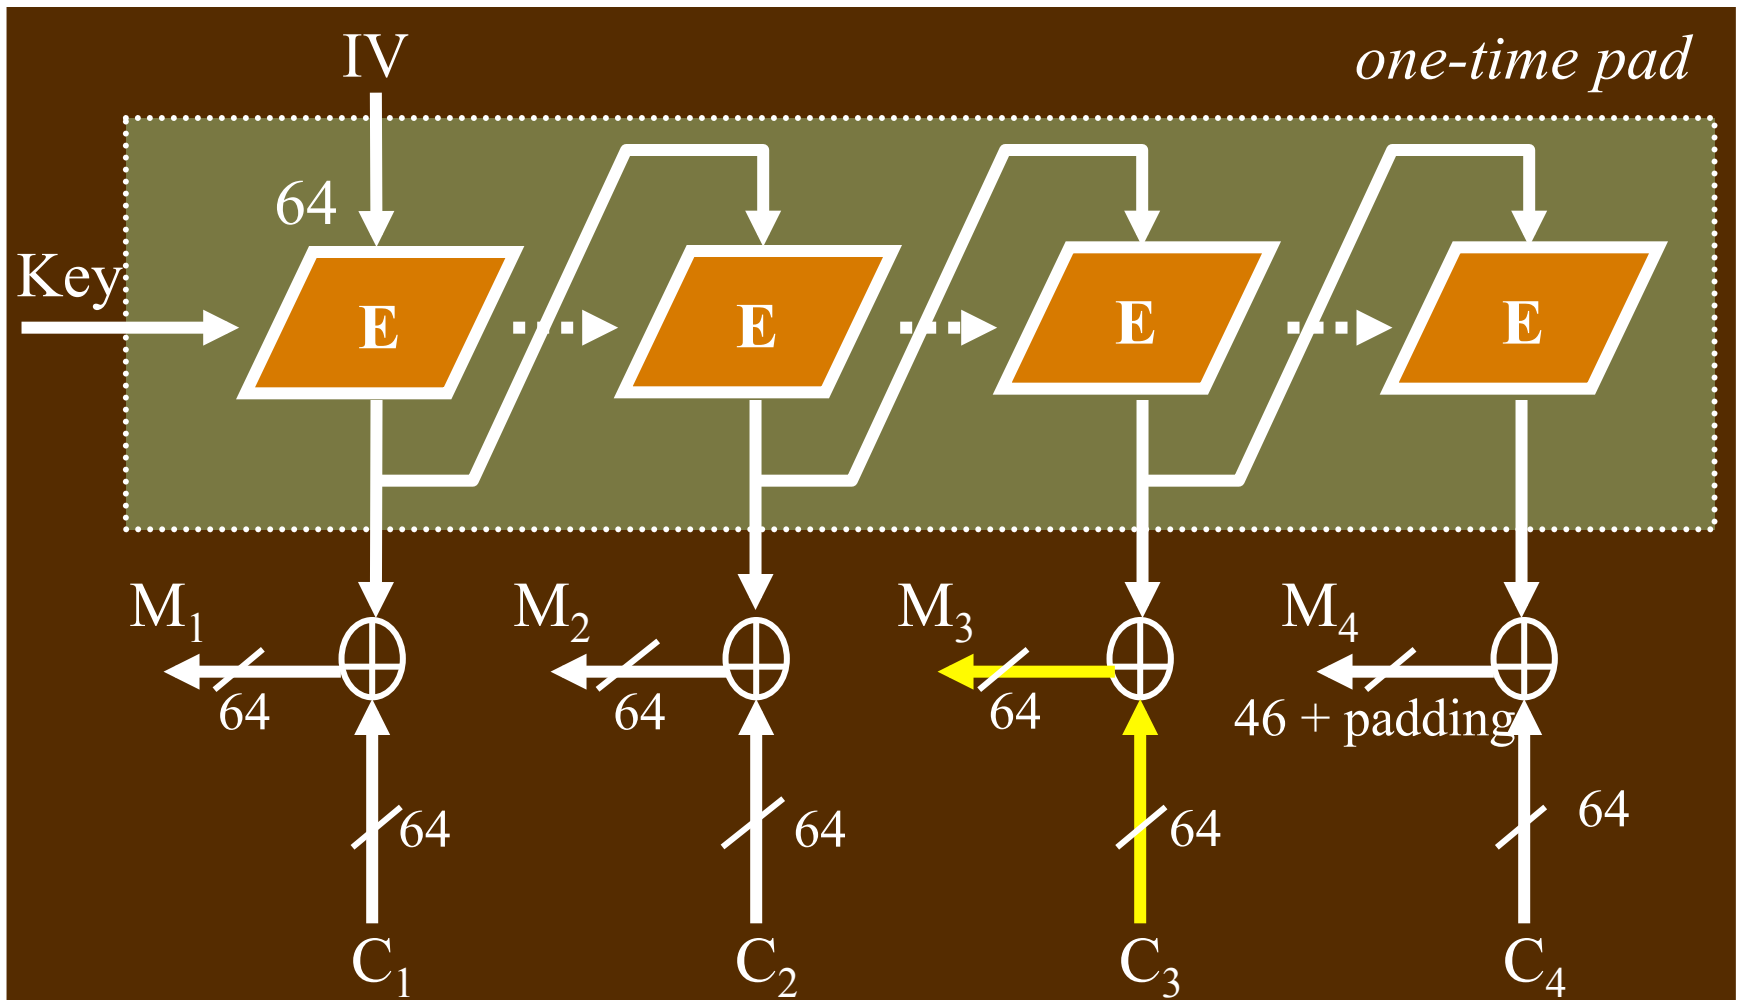 IV
one-time pad
64
Key
E E E E
M₁ M₂ M₃ M₄
64 64 64 46 + padding
64 64 64 64
C₁ C₂ C₃ C₄